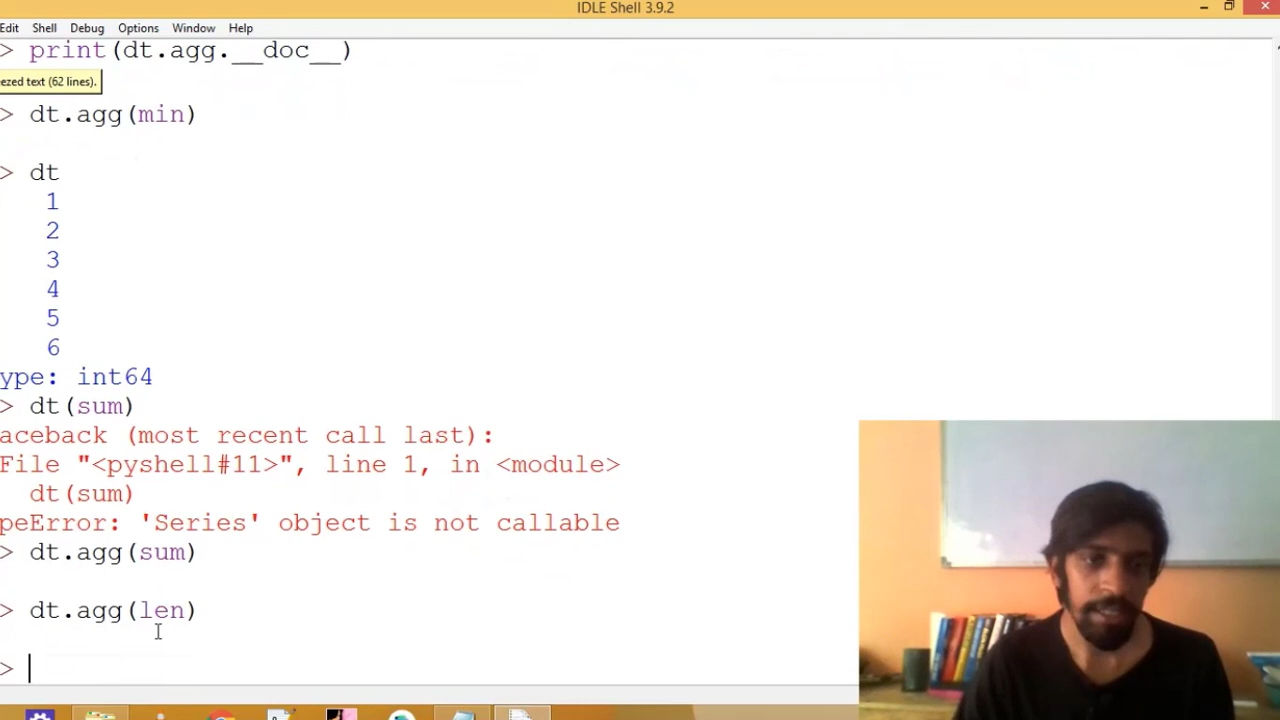 IDLE Shell 3.9.2
Edit Shell Debug Options Window Help
> print(dt.agg.__doc__)
eezed text (62 lines).
> dt.agg(min)
> dt
1
2
3
4
5
6
ype: int64
> dt(sum)
aceback (most recent call last):
File "<pyshell#11>", line 1, in <module>
dt(sum)
peError: 'Series' object is not callable
> dt.agg(sum)
> dt.agg(len)
>